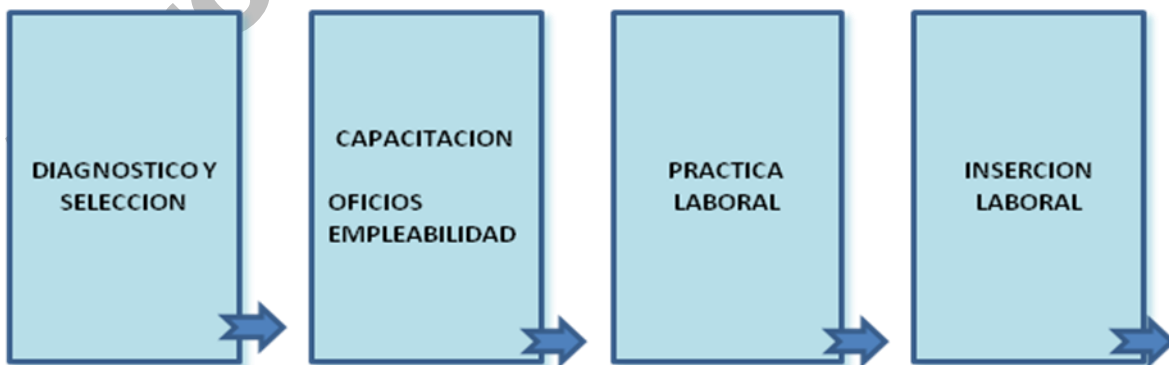 DIAGNOSTICO Y
SELECCION
CAPACITACION
OFICIOS
EMPLEABILIDAD
PRACTICA
LABORAL
INSERCION
LABORAL